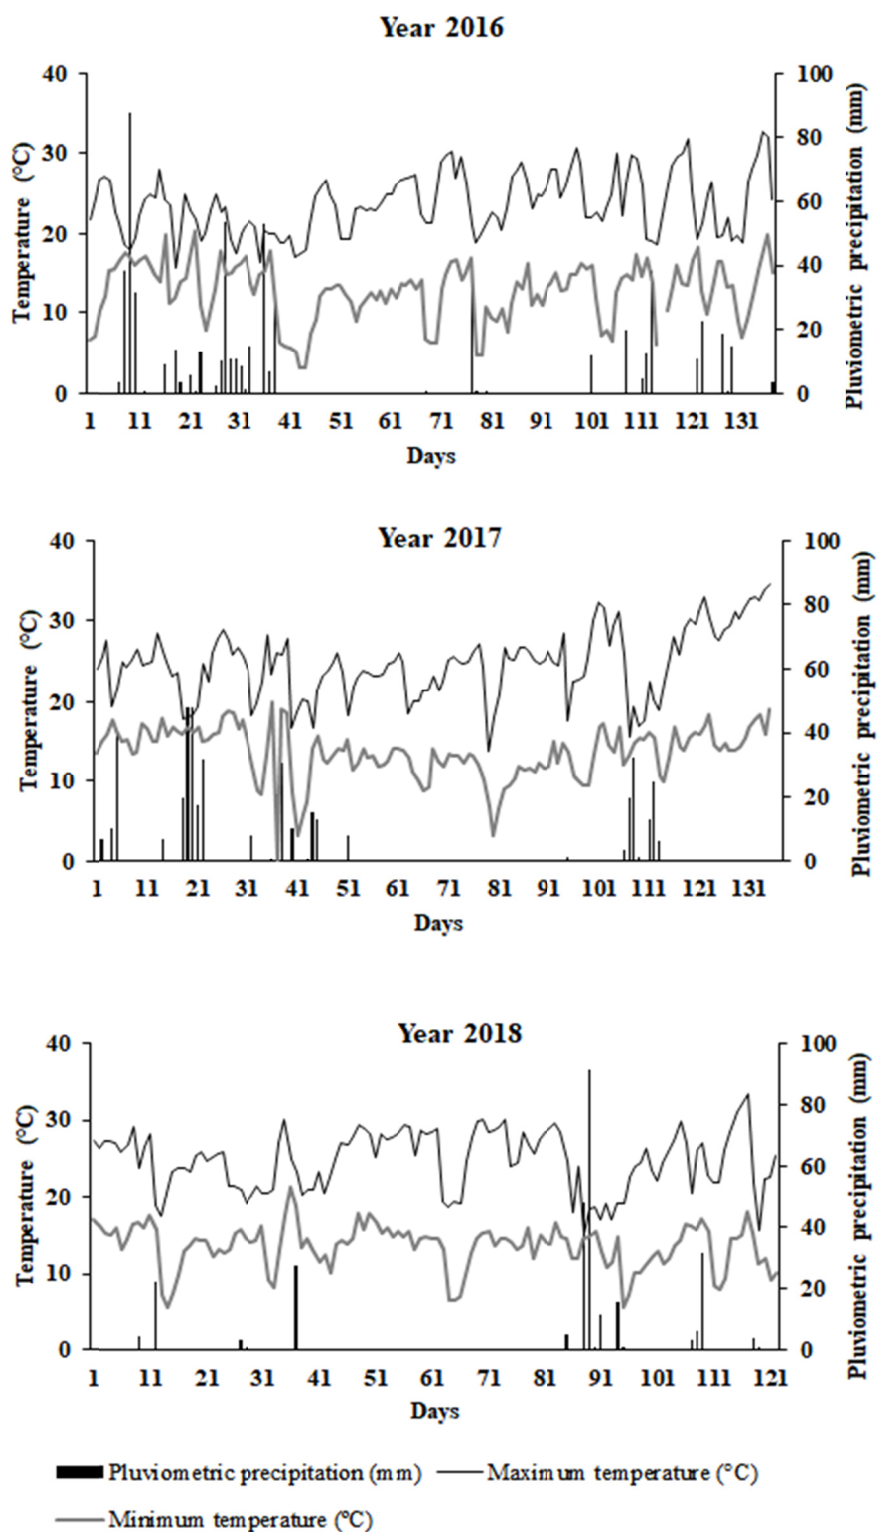 Year 2016
Temperature (°C)
40
30
20
10
0
100
80
60
40
20
0
Pluviometric precipitation (mm)
1 11 21 31 41 51 61 71 81 91 101 111 121 131
Days
Year 2017
Temperature (°C)
40
30
20
10
0
100
80
60
40
20
0
Pluviometric precipitation (mm)
1 11 21 31 41 51 61 71 81 91 101 111 121 131
Days
Year 2018
Temperature (°C)
40
30
20
10
0
100
80
60
40
20
0
Pluviometric precipitation (mm)
1 11 21 31 41 51 61 71 81 91 101 111 121
Days
Pluviometric precipitation (mm) Maximum temperature (°C)
Minimum temperature (°C)